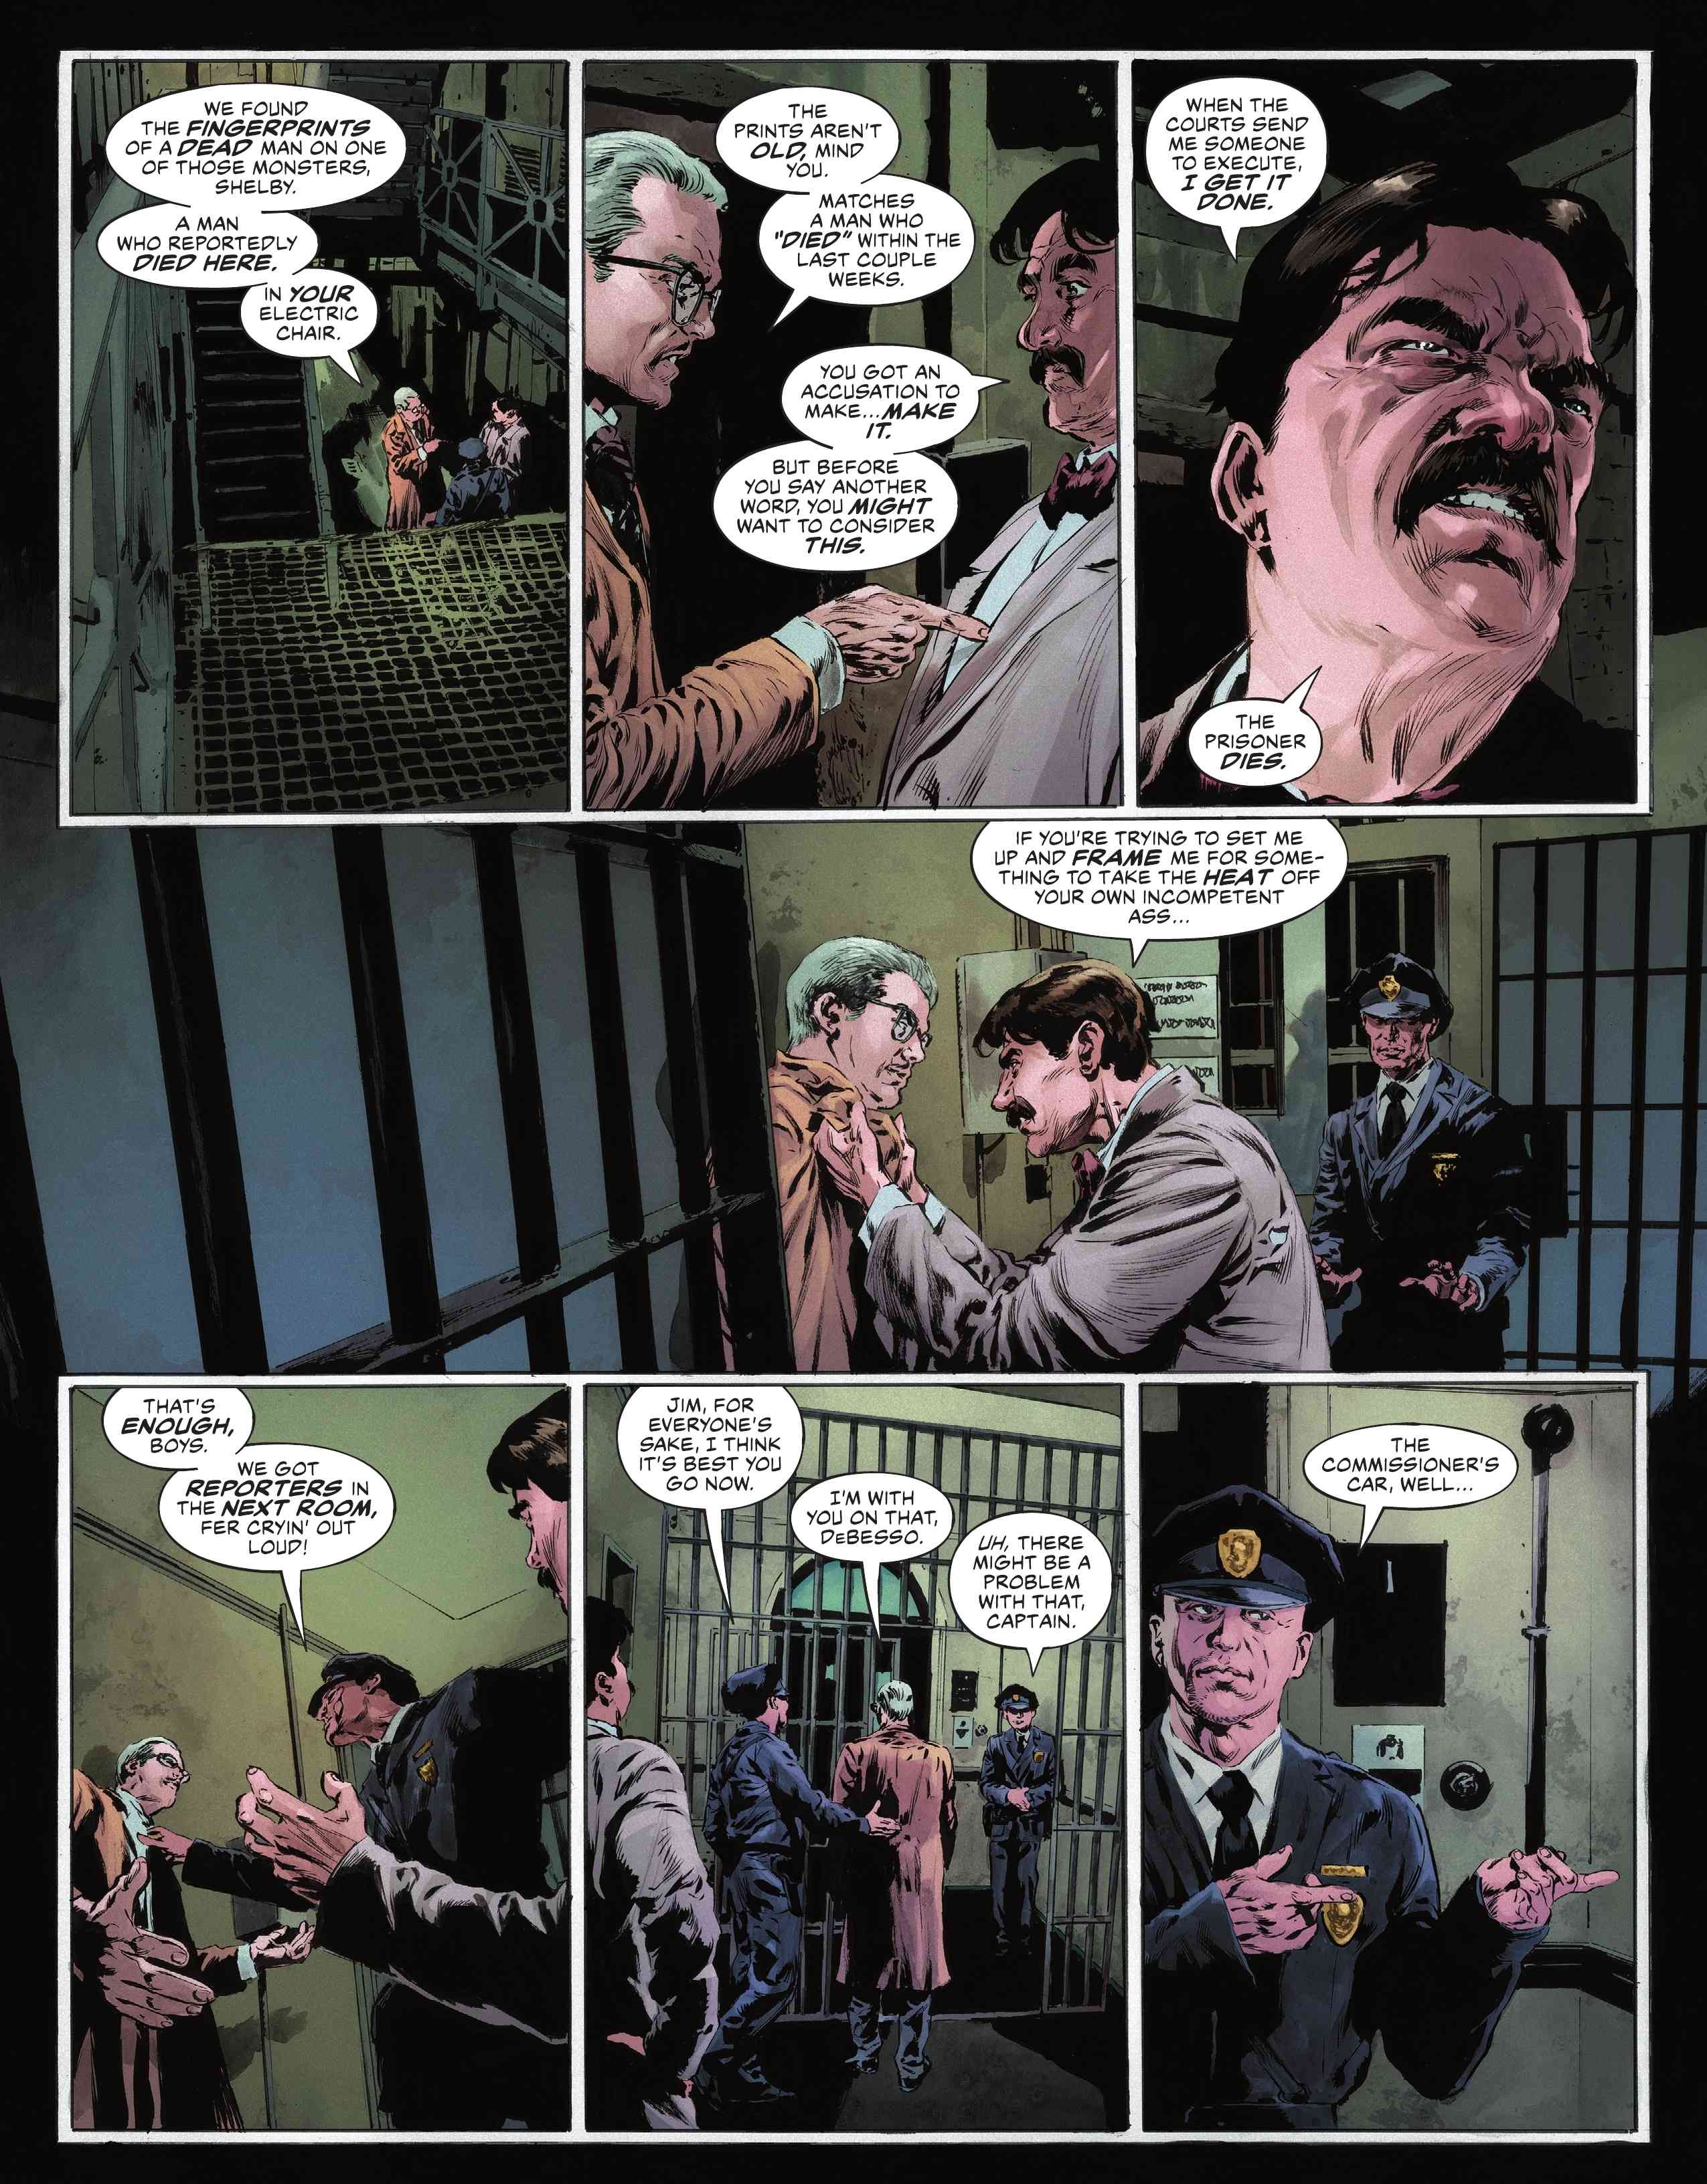 WE FOUND
THE FINGERPRINTS
OF A DEAD MAN ON ONE
OF THOSE MONSTERS,
SHELBY.
A MAN
WHO REPORTEDLY
DIED HERE.
IN YOUR
ELECTRIC
CHAIR.
THE
PRINTS AREN'T
OLD, MIND
YOU.
MATCHES
A MAN WHO
"DIED" WITHIN THE
LAST COUPLE
WEEKS.
YOU GOT AN
ACCUSATION TO
MAKE...MAKE
IT.
BUT BEFORE
YOU SAY ANOTHER
WORD, YOU MIGHT
WANT TO CONSIDER
THIS.
WHEN THE
COURTS SEND
ME SOMEONE
TO EXECUTE,
I GET IT
DONE.
THE
PRISONER
DIES.
IF YOU'RE TRYING TO SET ME
UP AND FRAME ME FOR SOME-
THING TO TAKE THE HEAT OFF
YOUR OWN INCOMPETENT
ASS...
THAT'S
ENOUGH,
BOYS.
WE GOT
REPORTERS IN
THE NEXT ROOM,
FER CRYIN' OUT
LOUD!
JIM, FOR
EVERYONE'S
SAKE, I THINK
IT'S BEST YOU
GO NOW.
I'M WITH
YOU ON THAT,
DeBESSO.
UH, THERE
MIGHT BE A
PROBLEM
WITH THAT,
CAPTAIN.
THE
COMMISSIONER'S
CAR, WELL...